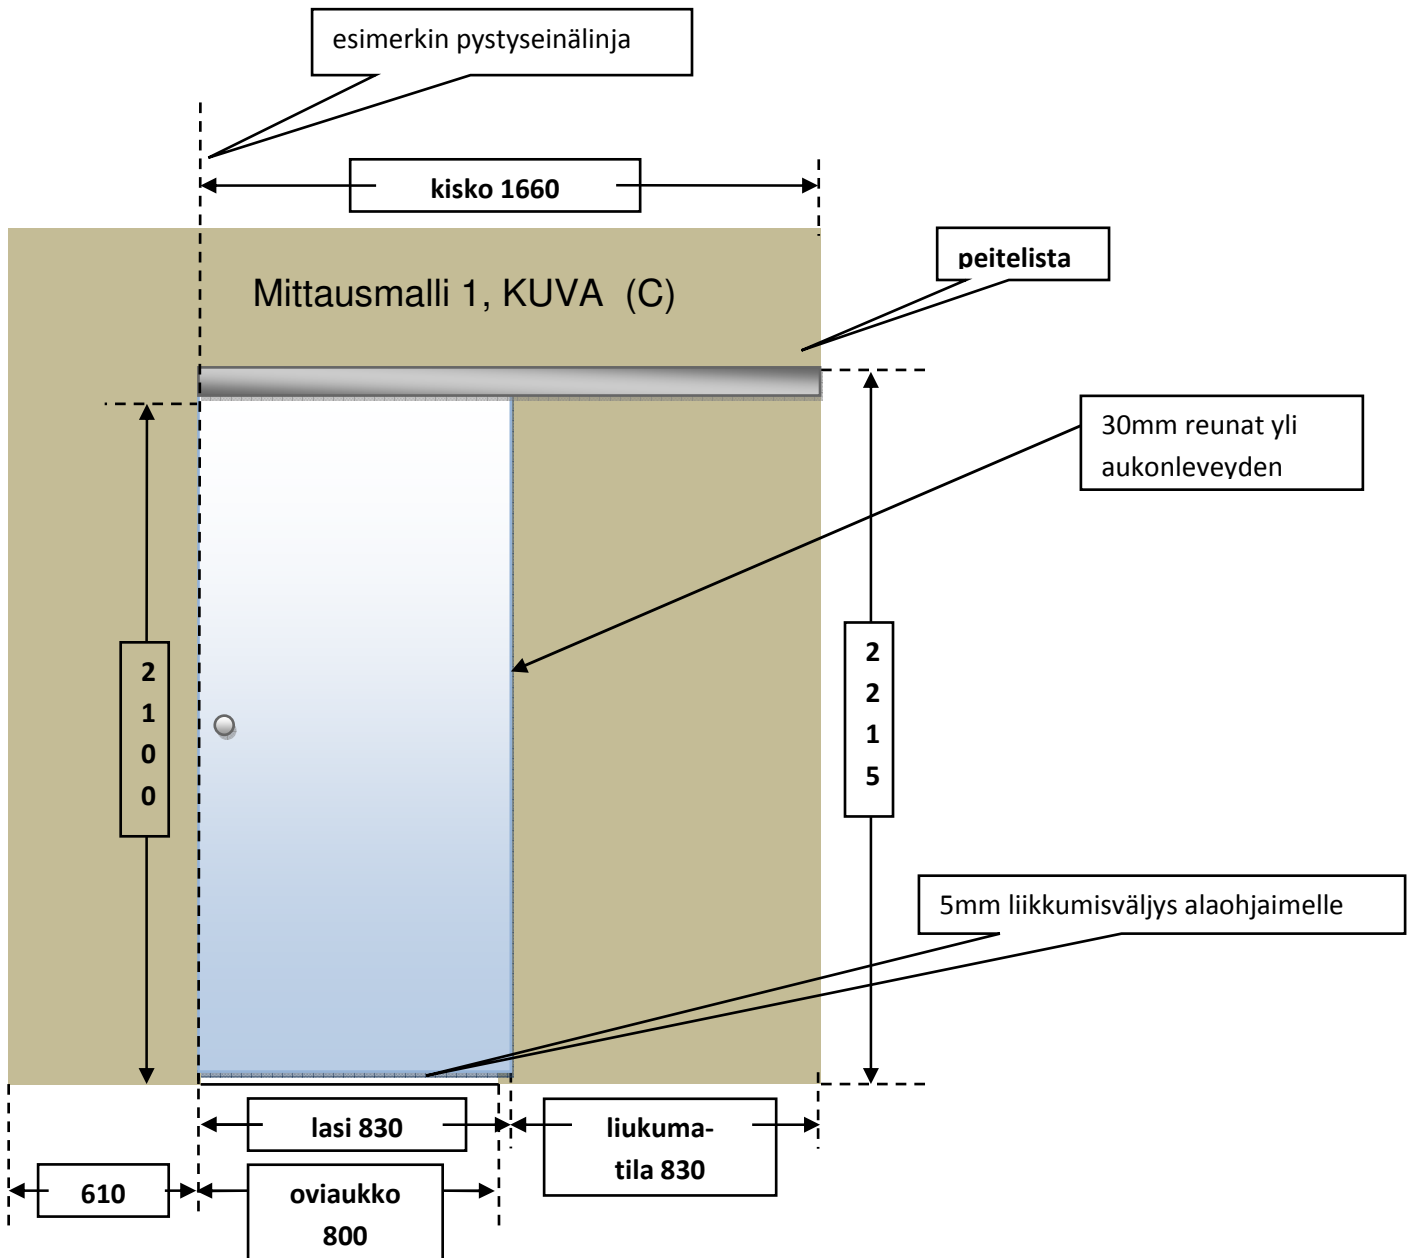 esimerkin pystyseinälinja
kisko 1660
peitelista
Mittausmalli 1, KUVA (C)
30mm reunat yli
aukonleveyden
2
1
0
0
2
2
1
5
5mm liikkumisväljys alaohjaimelle
lasi 830
liukuma-
tila 830
610
oviaukko
800